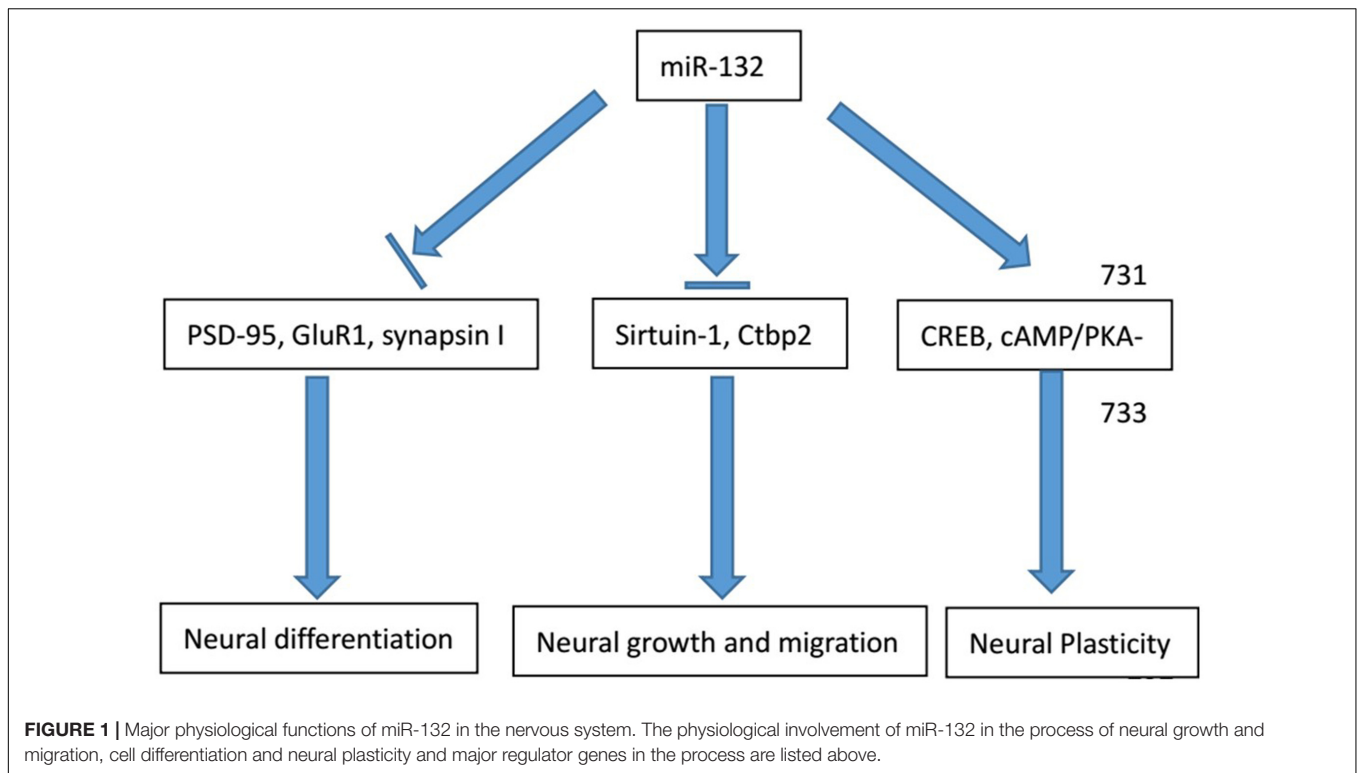 miR-132
731
PSD-95, GluR1, synapsin I
Sirtuin-1, Ctbp2
CREB, cAMP/PKA-
733
Neural differentiation
Neural growth and migration
Neural Plasticity
FIGURE 1 | Major physiological functions of miR-132 in the nervous system. The physiological involvement of miR-132 in the process of neural growth and
migration, cell differentiation and neural plasticity and major regulator genes in the process are listed above.